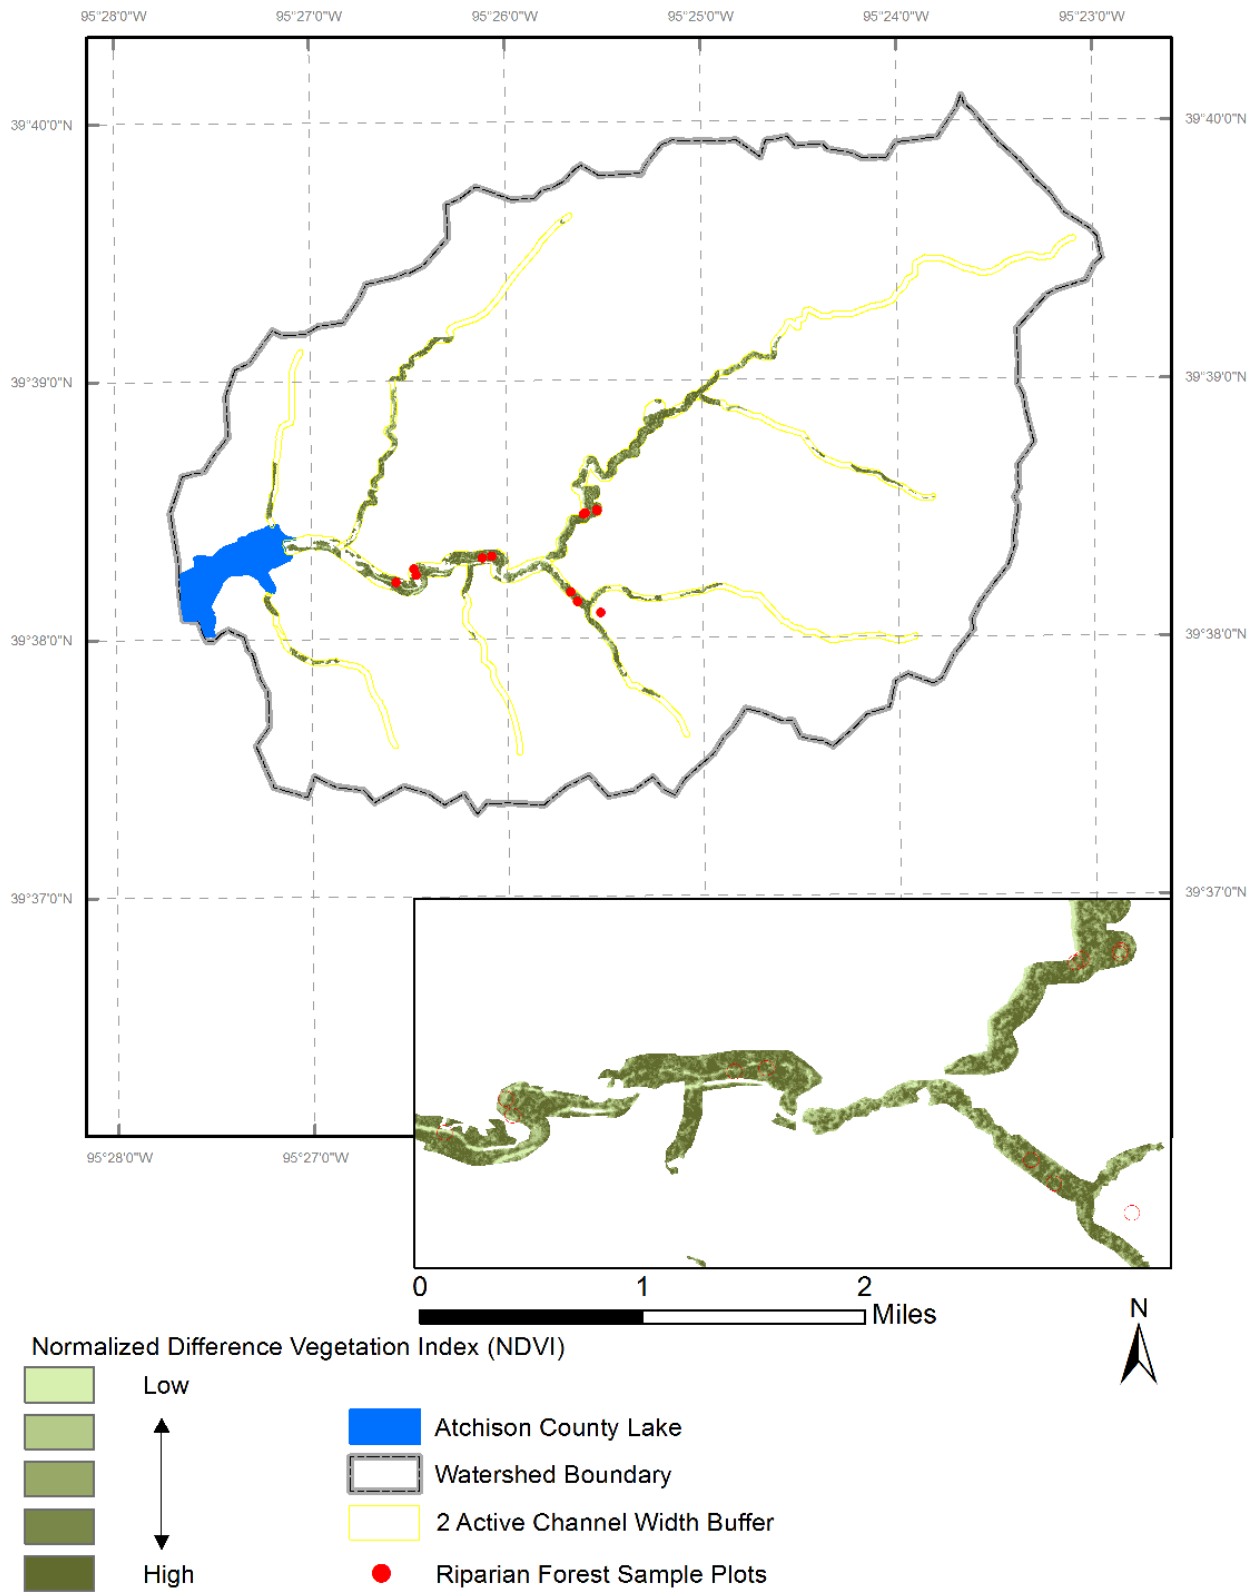 95°28'0"W 95°27'0"W 95°26'0"W 95°25'0"W 95°24'0"W 95°23'0"W
39°40'0"N 39°40'0"N
39°39'0"N 39°39'0"N
39°38'0"N 39°38'0"N
39°37'0"N 39°37'0"N
95°28'0"W 95°27'0"W
0 1 2
Miles
N
Normalized Difference Vegetation Index (NDVI)
Low
High
Atchison County Lake
Watershed Boundary
2 Active Channel Width Buffer
Riparian Forest Sample Plots